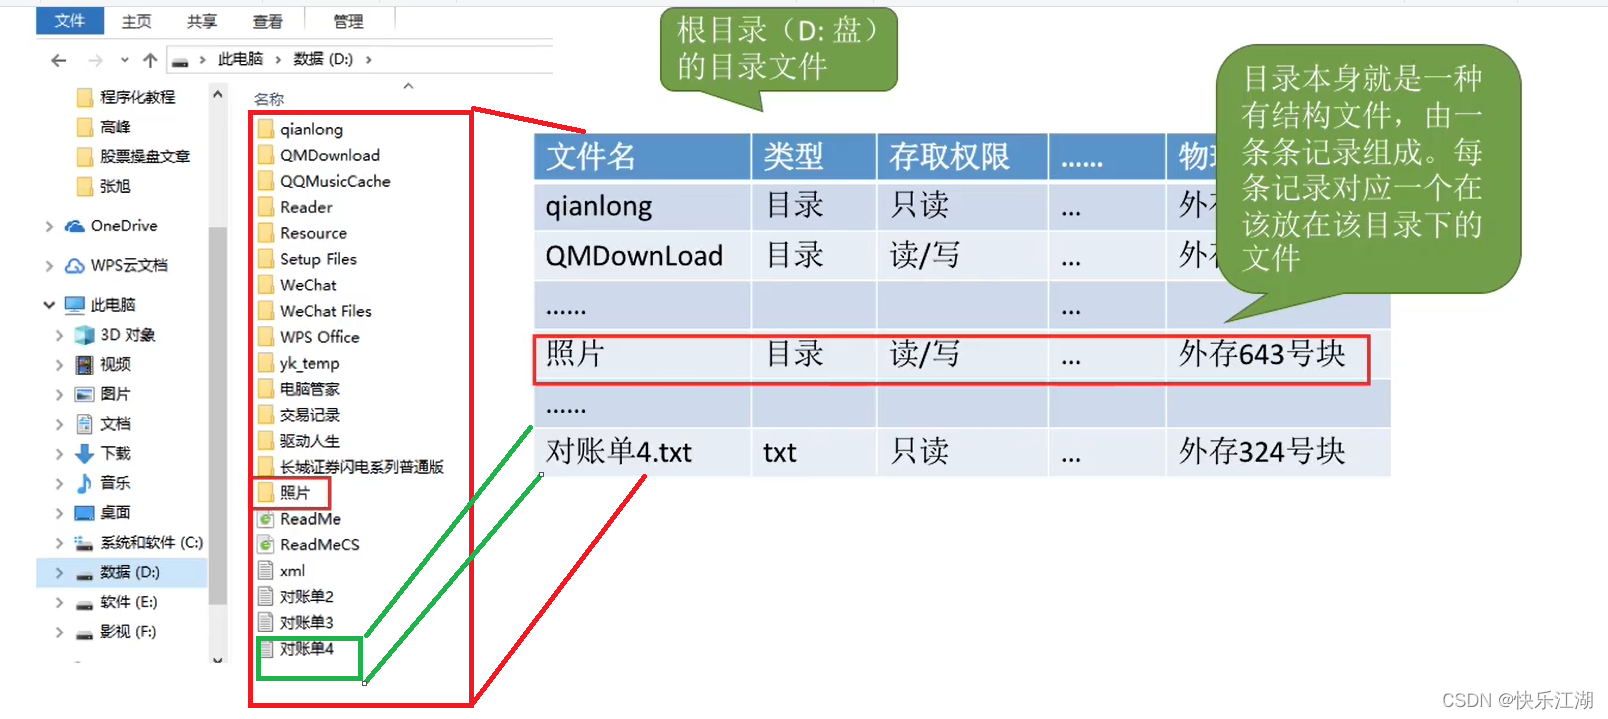 文件 主页 共享 查看 管理
此电脑 数据 (D:)
程序化教程
高峰
股票操盘文章
张旭
OneDrive
WPS云文档
此电脑
3D 对象
视频
图片
文档
下载
音乐
桌面
系统和软件 (C:)
数据 (D:)
软件 (E:)
影视 (F:)
名称
qianlong
QMDownload
QQMusicCache
Reader
Resource
Setup Files
WeChat
WeChat Files
WPS Office
yk_temp
电脑管家
交易记录
驱动人生
长城证券闪电系列普通版
照片
ReadMe
ReadMeCS
xml
对账单2
对账单3
对账单4
根目录（D: 盘）
的目录文件
文件名 类型 存取权限 ......
qianlong 目录 只读 ... 外
QMDownLoad 目录 读/写 ... 外
...... ...
照片 目录 读/写 ... 外存643号块
......
对账单4.txt txt 只读 ... 外存324号块
目录本身就是一种
有结构文件，由一
条条记录组成。每
条记录对应一个在
该放在该目录下的
文件
CSDN @快乐江湖